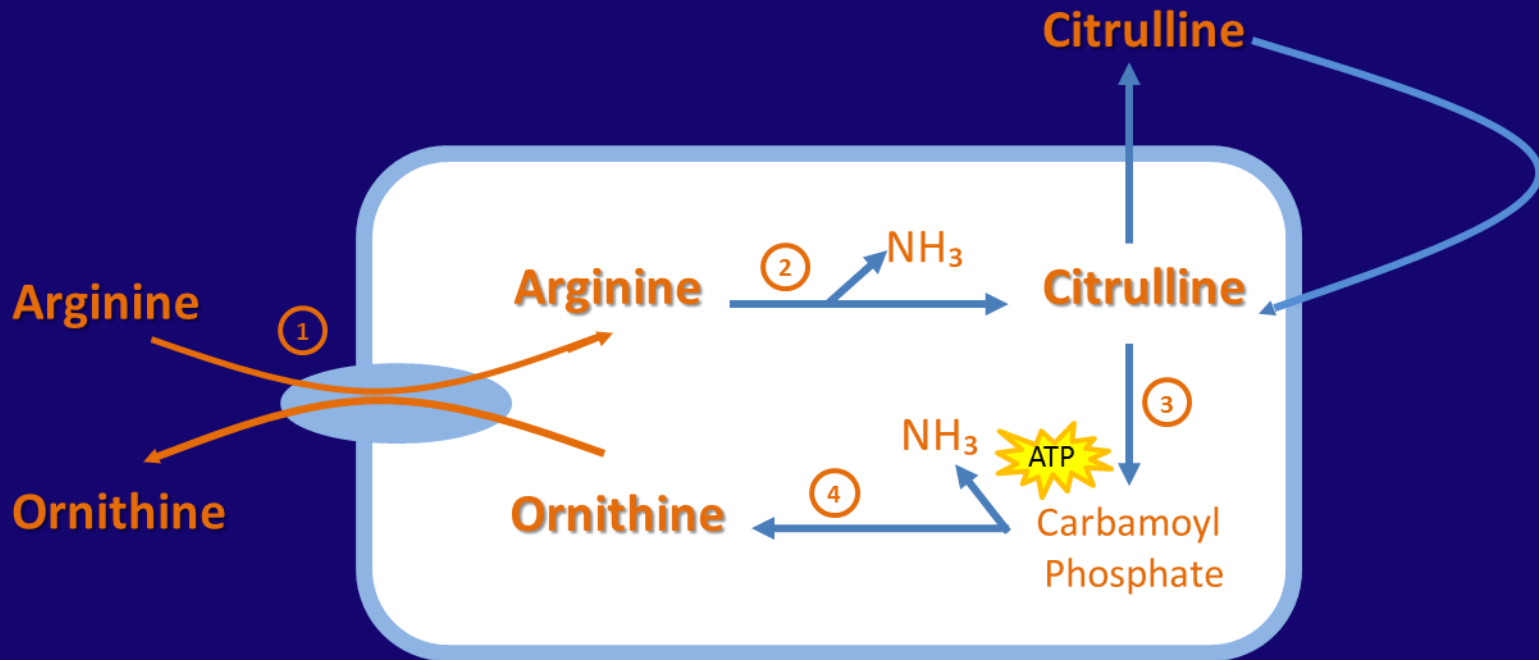 Citrulline
Arginine
1
Arginine
2
NH₃
Citrulline
3
NH₃
ATP
Ornithine
Ornithine
4
Carbamoyl
Phosphate